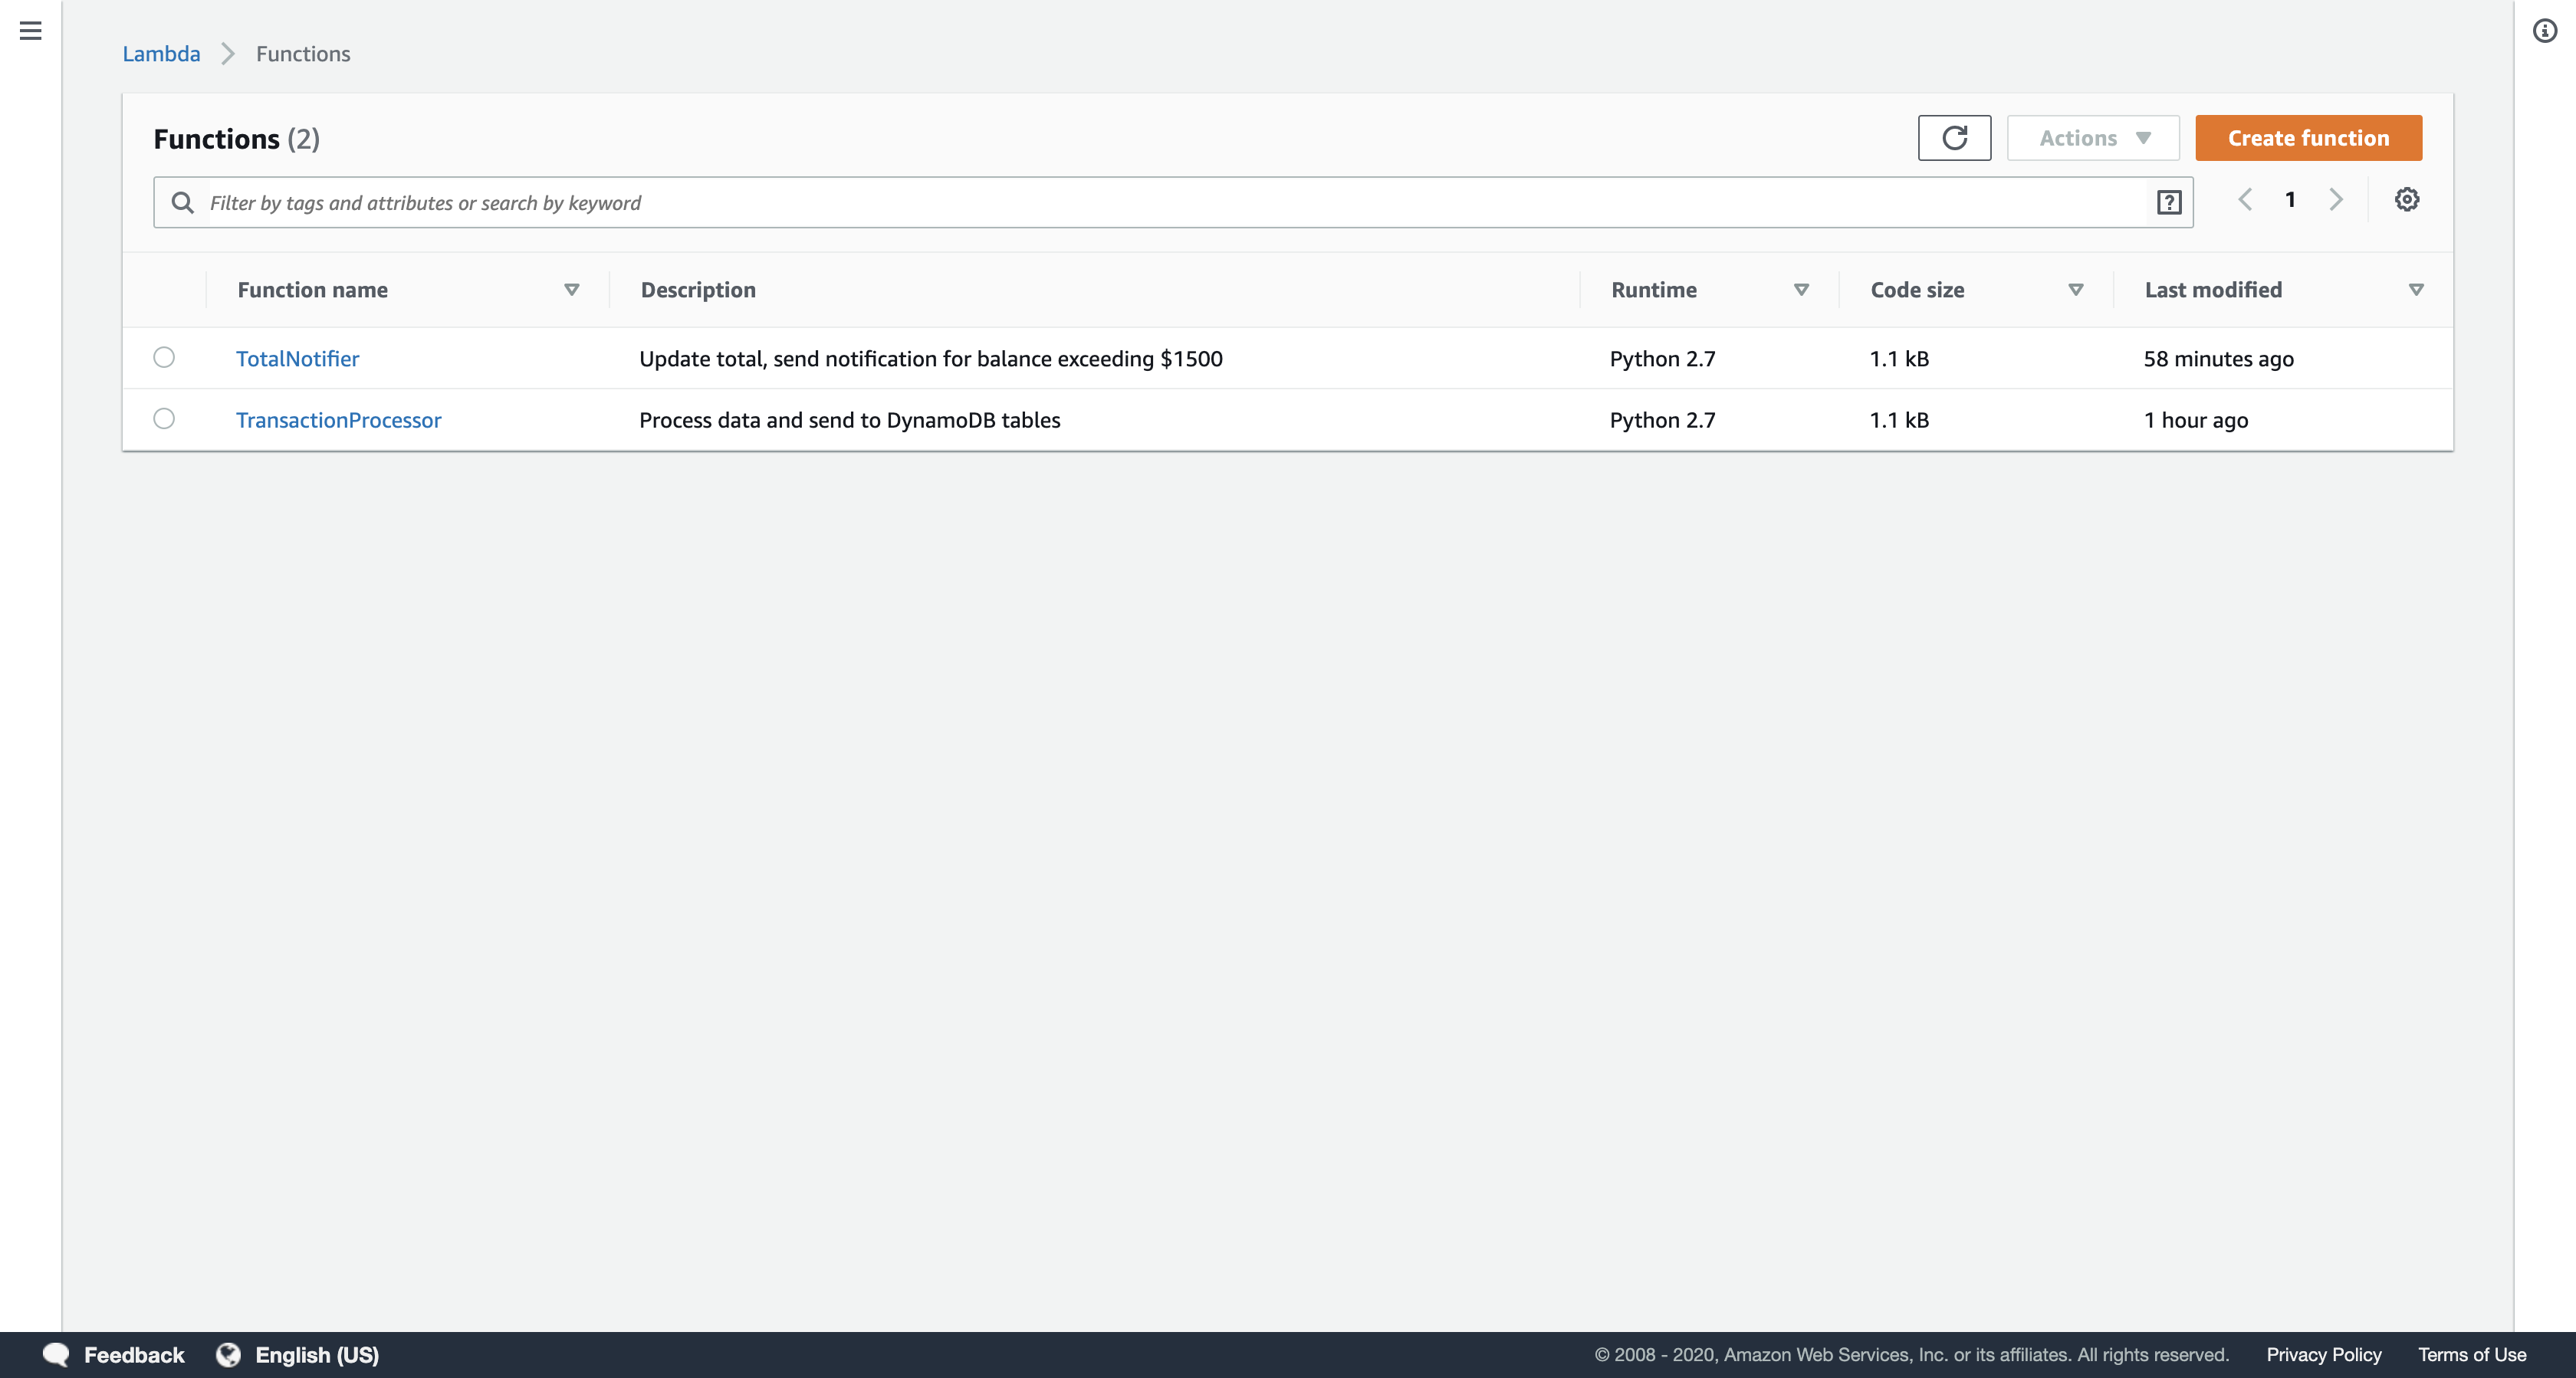 Lambda Functions
Functions (2)
Actions Create function
Filter by tags and attributes or search by keyword ? 1
Function name Description Runtime Code size Last modified
TotalNotifier Update total, send notification for balance exceeding $1500 Python 2.7 1.1 kB 58 minutes ago
TransactionProcessor Process data and send to DynamoDB tables Python 2.7 1.1 kB 1 hour ago
Feedback English (US) © 2008 - 2020, Amazon Web Services, Inc. or its affiliates. All rights reserved. Privacy Policy Terms of Use